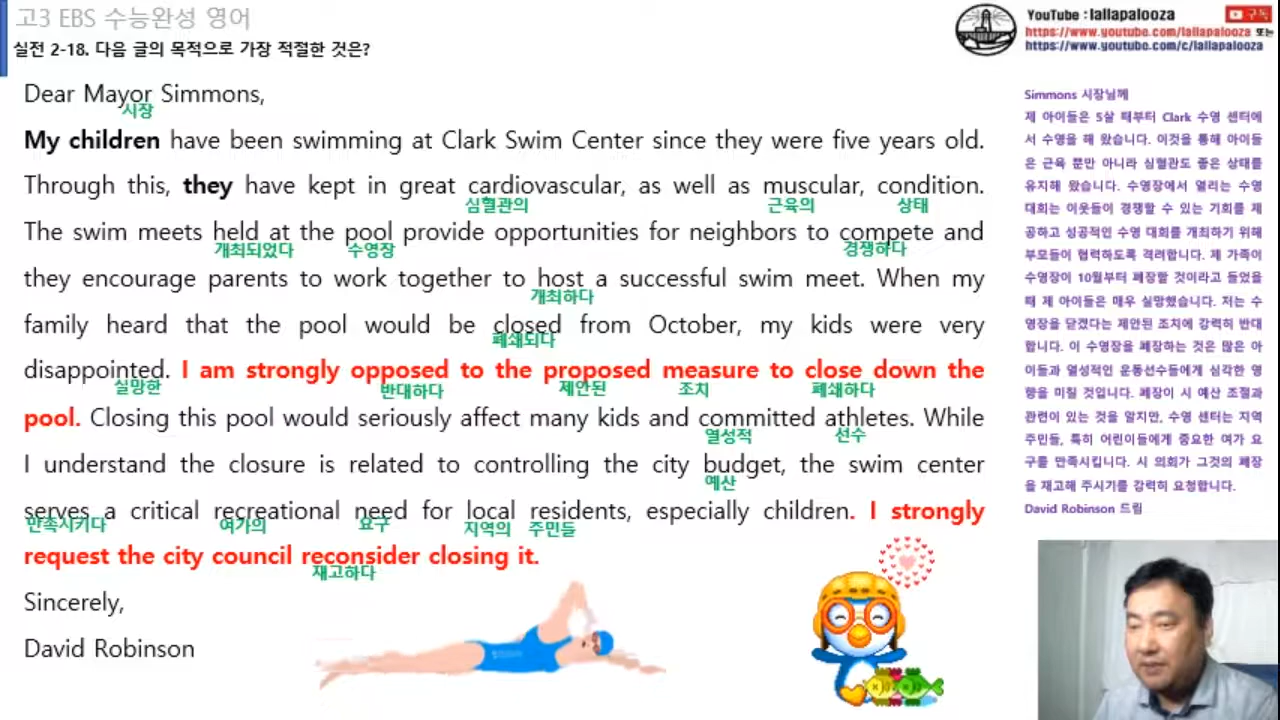 고3 EBS 수능완성 영어
실전 2-18. 다음 글의 목적으로 가장 적절한 것은?
YouTube : lallapalooza
구독
https://www.youtube.com/lallapalooza 또는
https://www.youtube.com/c/lallapalooza
Dear Mayor Simmons,
시장
My children have been swimming at Clark Swim Center since they were five years old.
Through this, they have kept in great cardiovascular, as well as muscular, condition.
심혈관의 근육의 상태
The swim meets held at the pool provide opportunities for neighbors to compete and
개최되었다 수영장 경쟁하다
they encourage parents to work together to host a successful swim meet. When my
개최하다
family heard that the pool would be closed from October, my kids were very
폐쇄되다
disappointed. I am strongly opposed to the proposed measure to close down the
실망한 반대하다 제안된 조치 폐쇄하다
pool. Closing this pool would seriously affect many kids and committed athletes. While
열성적 선수
I understand the closure is related to controlling the city budget, the swim center
예산
serves a critical recreational need for local residents, especially children. I strongly
만족시키다 여가의 요구 지역의 주민들
request the city council reconsider closing it.
재고하다
Sincerely,
David Robinson
Simmons 시장님께
제 아이들은 5살 때부터 Clark 수영 센터에
서 수영을 해 왔습니다. 이것을 통해 아이들
은 근육 뿐만 아니라 심혈관도 좋은 상태를
유지해 왔습니다. 수영장에서 열리는 수영
대회는 이웃들이 경쟁할 수 있는 기회를 제
공하고 성공적인 수영 대회를 개최하기 위해
부모들이 협력하도록 격려합니다. 제 가족이
수영장이 10월부터 폐장할 것이라고 들었을
때 제 아이들은 매우 실망했습니다. 저는 수
영장을 닫겠다는 제안된 조치에 강력히 반대
합니다. 이 수영장을 폐장하는 것은 많은 아
이들과 열성적인 운동선수들에게 심각한 영
향을 미칠 것입니다. 폐장이 시 예산 조절과
관련이 있는 것을 알지만, 수영 센터는 지역
주민들, 특히 어린이들에게 중요한 여가 요
구를 만족시킵니다. 시 의회가 그것의 폐장
을 재고해 주시기를 강력히 요청합니다.
David Robinson 드림